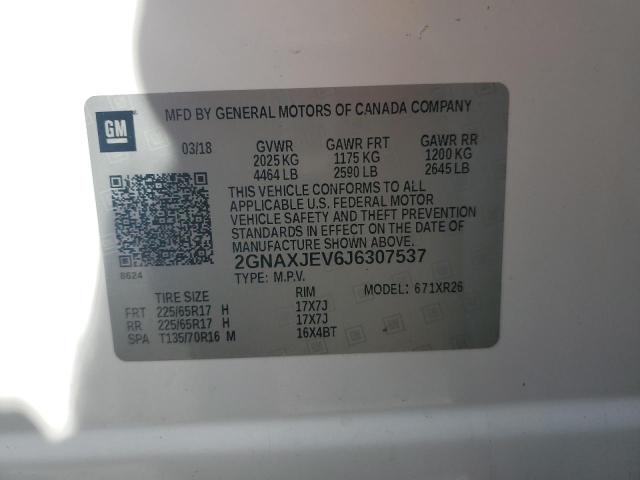 GM
MFD BY GENERAL MOTORS OF CANADA COMPANY
03/18 GVWR GAWR FRT GAWR RR
2025 KG 1175 KG 1200 KG
4464 LB 2590 LB 2645 LB
THIS VEHICLE CONFORMS TO ALL
APPLICABLE U.S. FEDERAL MOTOR
VEHICLE SAFETY AND THEFT PREVENTION
STANDARDS IN EFFECT ON THE DATE OF
MANUFACTURE SHOWN ABOVE.
2GNAXJEV6J6307537
8624 TYPE: M.P.V.
TIRE SIZE RIM MODEL: 671XR26
FRT 225/65R17 H 17X7J
RR 225/65R17 H 17X7J
SPA T135/70R16 M 16X4BT